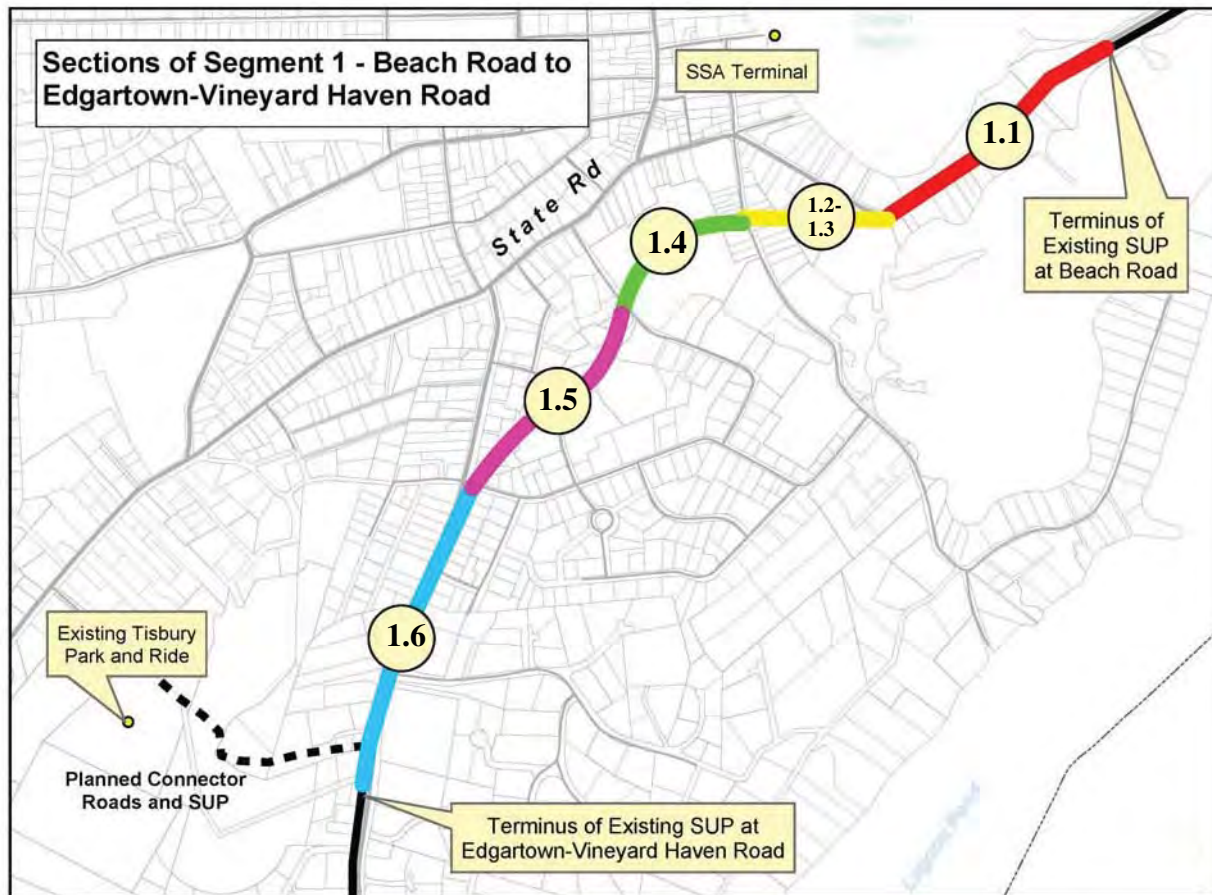 Sections of Segment 1 - Beach Road to
Edgartown-Vineyard Haven Road
SSA Terminal
1.1
State Rd
1.2-
1.3
1.4
Terminus of
Existing SUP
at Beach Road
1.5
Existing Tisbury
Park and Ride
1.6
Planned Connector
Roads and SUP
Terminus of Existing SUP at
Edgartown-Vineyard Haven Road